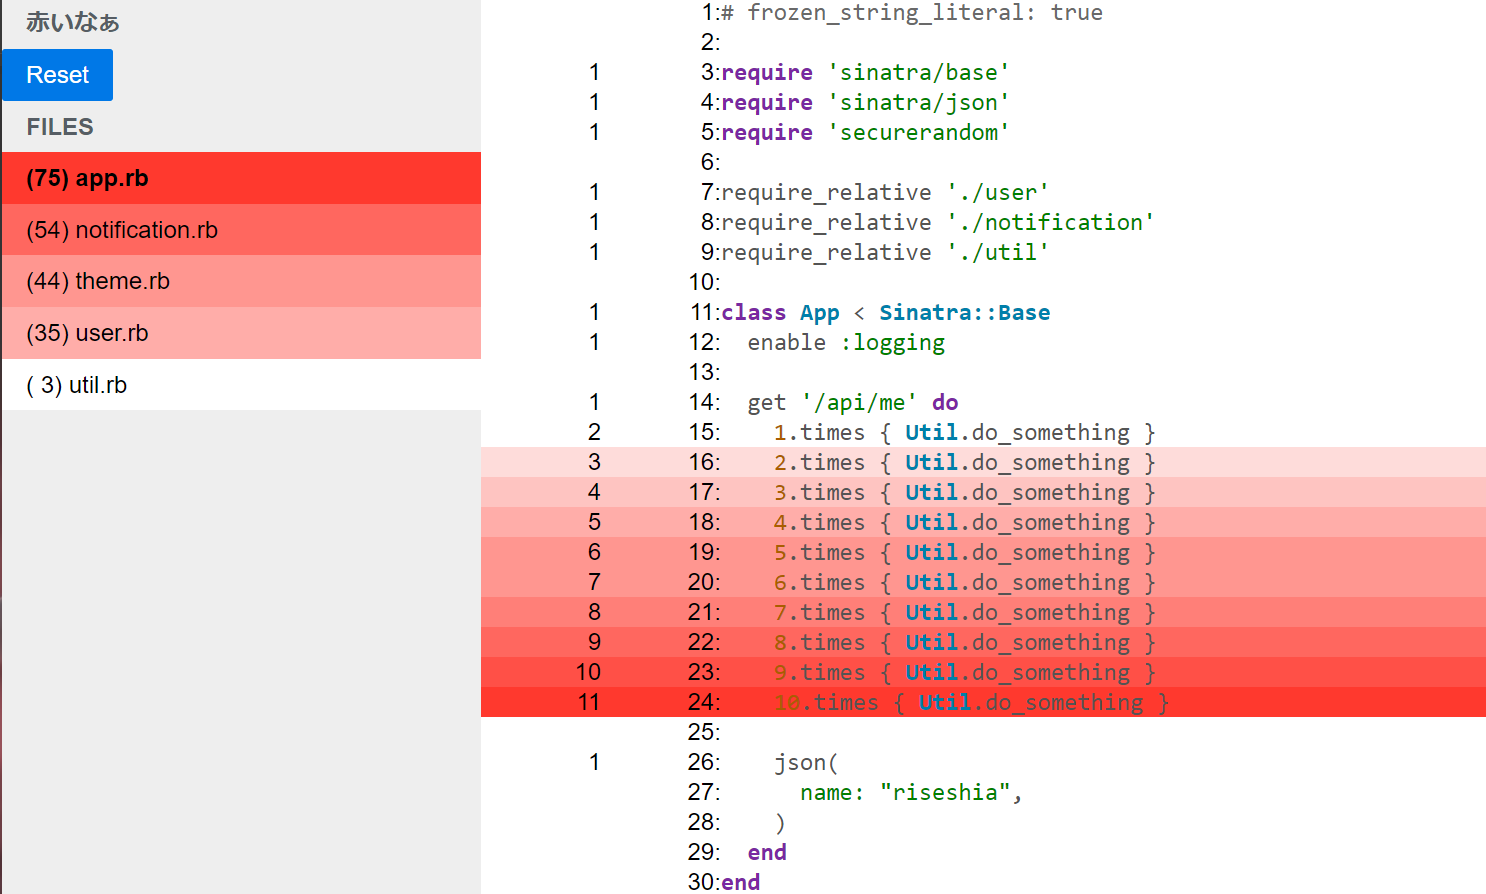 赤いなぁ
Reset
FILES
(75) app.rb
(54) notification.rb
(44) theme.rb
(35) user.rb
( 3) util.rb
1:# frozen_string_literal: true
2:
1 3:require 'sinatra/base'
1 4:require 'sinatra/json'
1 5:require 'securerandom'
6:
1 7:require_relative './user'
1 8:require_relative './notification'
1 9:require_relative './util'
10:
1 11:class App < Sinatra::Base
1 12:  enable :logging
13:
1 14:  get '/api/me' do
2 15:    1.times { Util.do_something }
3 16:    2.times { Util.do_something }
4 17:    3.times { Util.do_something }
5 18:    4.times { Util.do_something }
6 19:    5.times { Util.do_something }
7 20:    6.times { Util.do_something }
8 21:    7.times { Util.do_something }
9 22:    8.times { Util.do_something }
10 23:    9.times { Util.do_something }
11 24:    10.times { Util.do_something }
25:
1 26:    json(
27:      name: "riseshia",
28:    )
29:  end
30:end